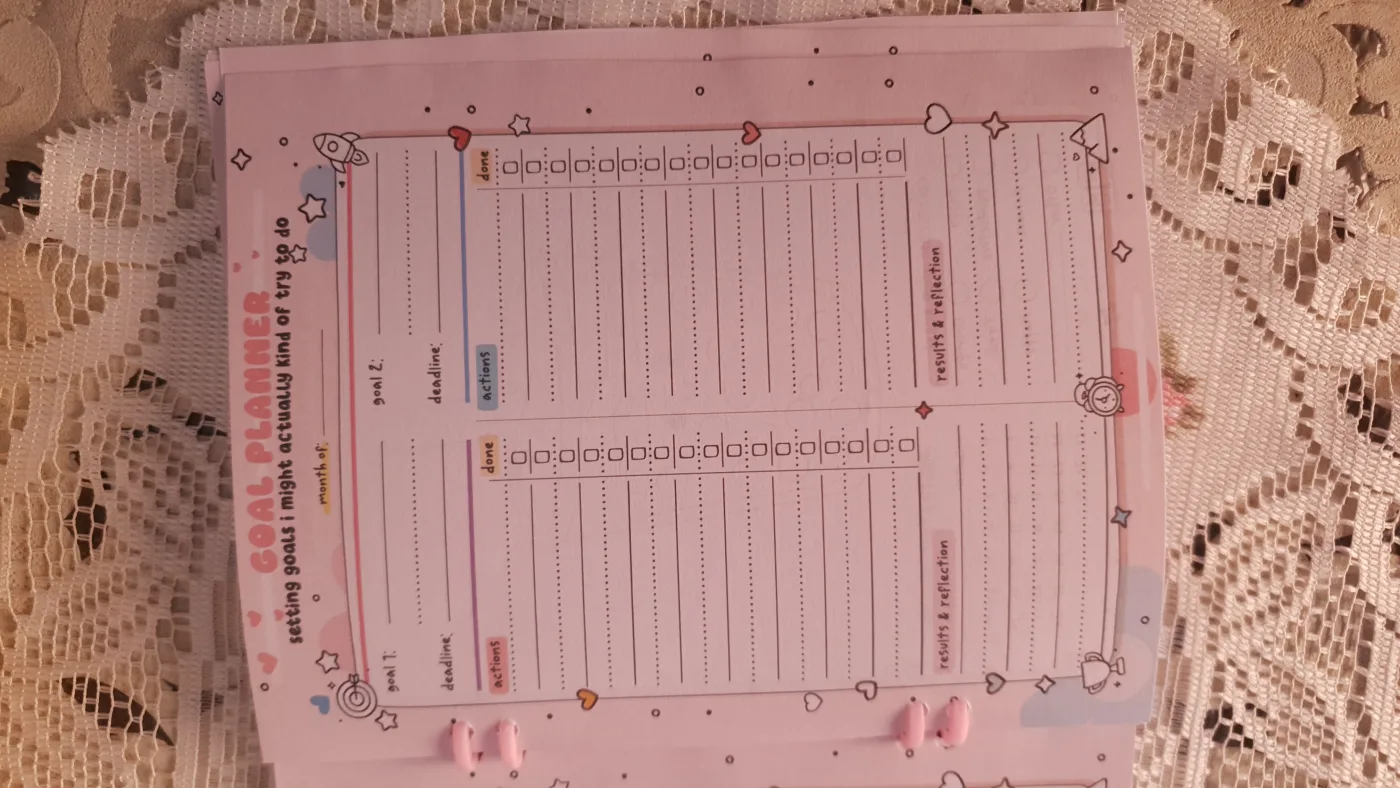 GOAL PLANNER
setting goals i might actually kind of try to do
month of:
goal 1:
deadline:
actions
done
results & reflection
goal 2:
deadline:
actions
done
results & reflection